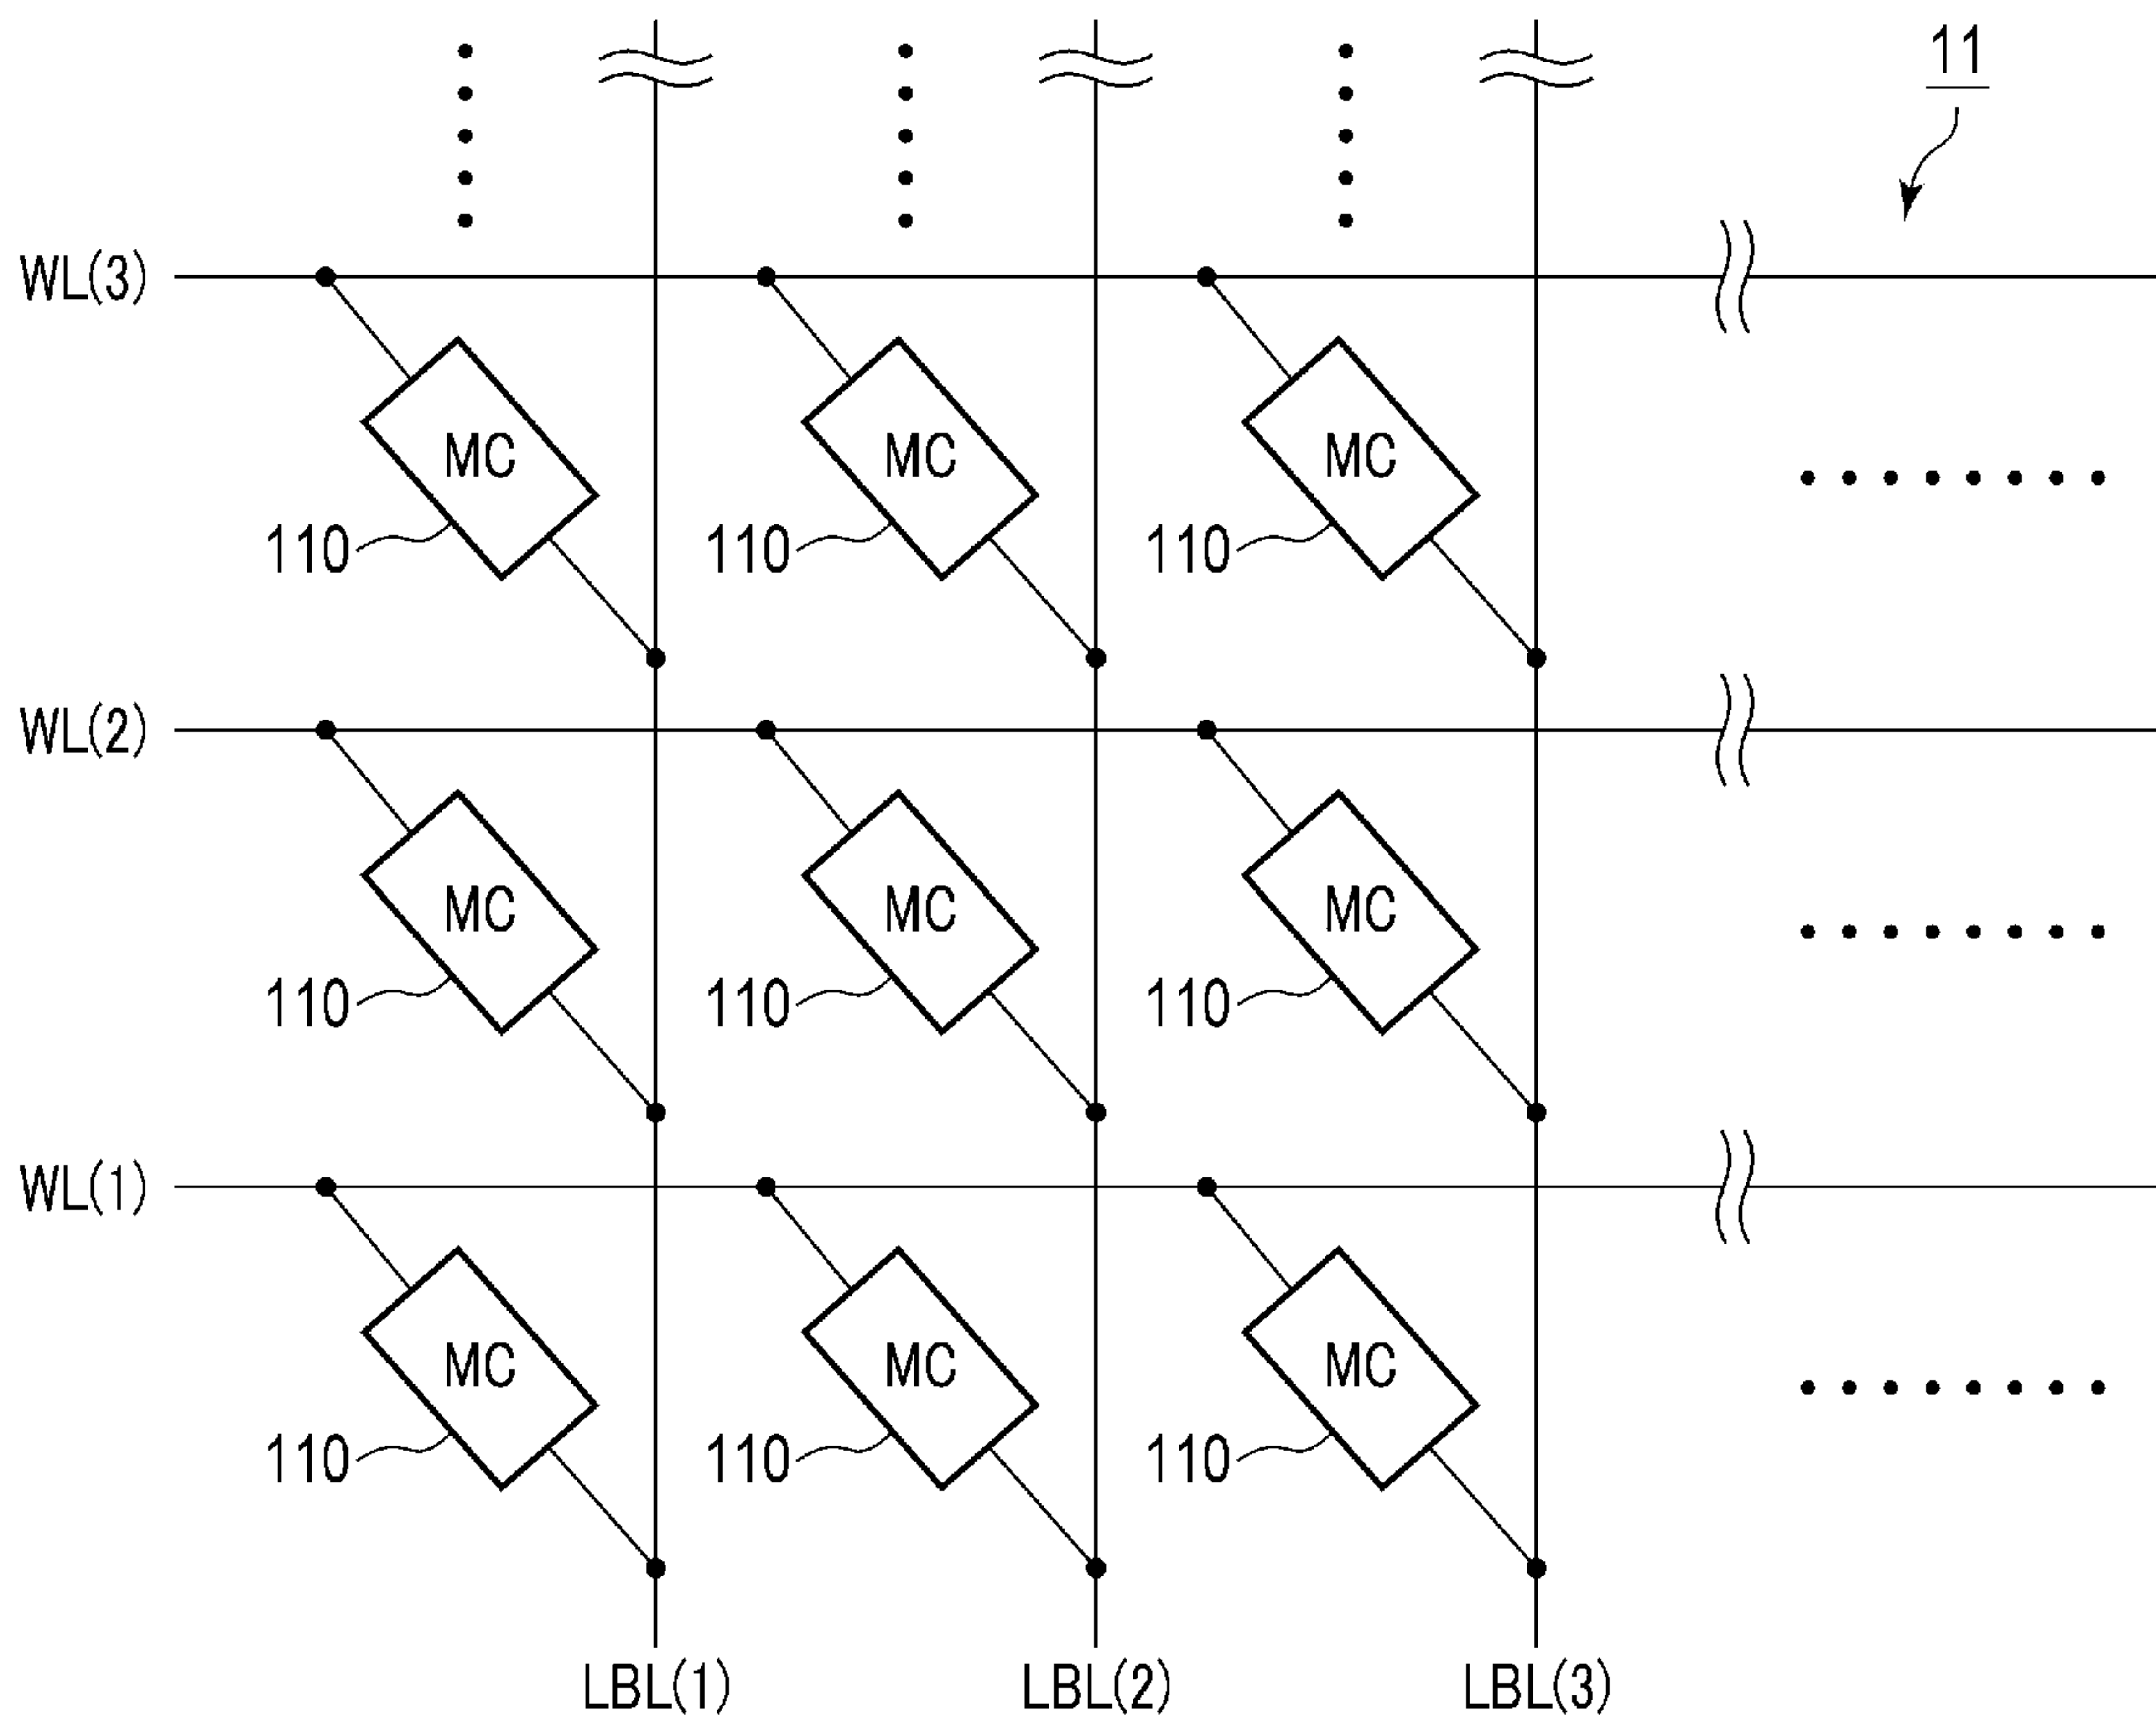 11
WL(3)
MC MC MC
110 110 110
WL(2)
MC MC MC
110 110 110
WL(1)
MC MC MC
110 110 110
LBL(1) LBL(2) LBL(3)